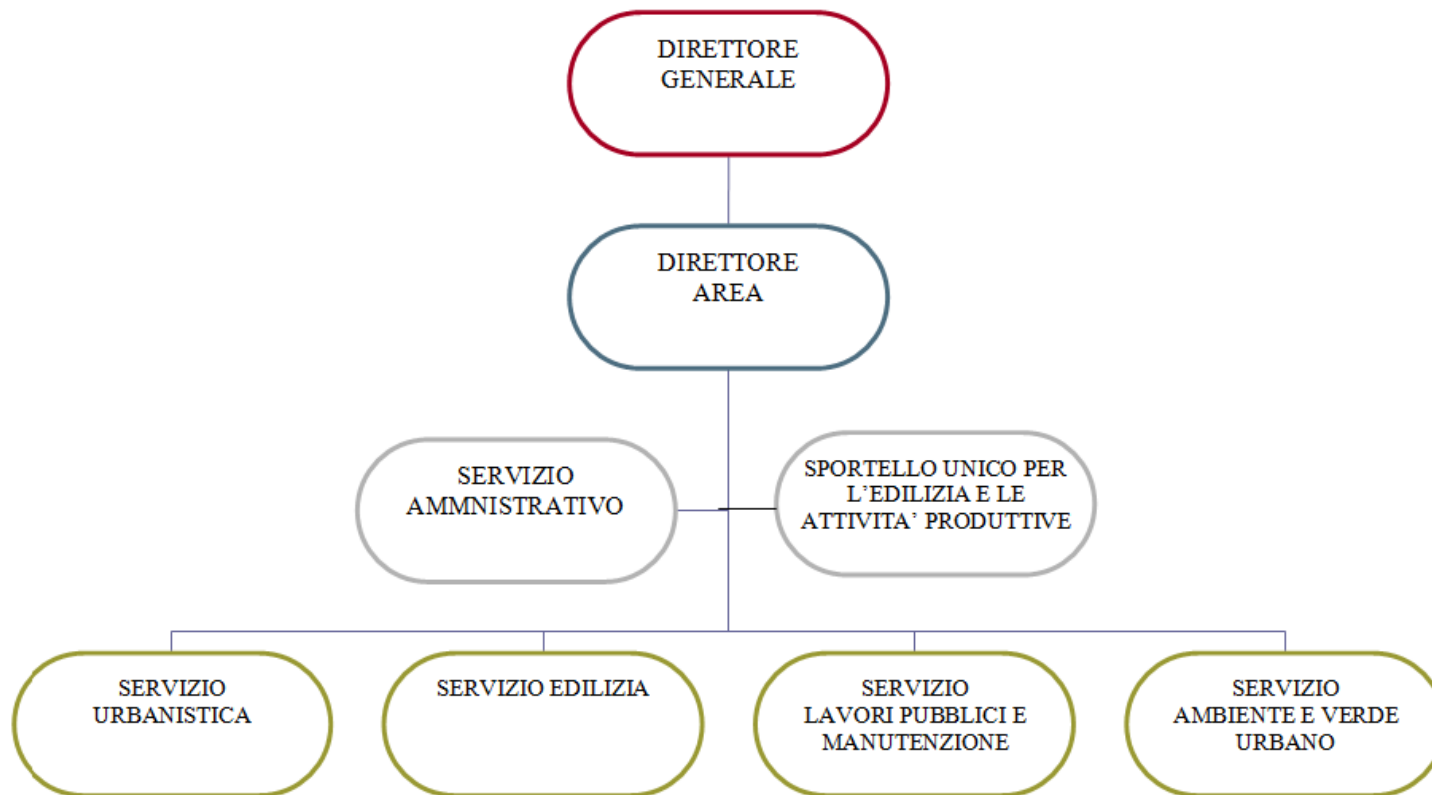 DIRETTORE
GENERALE
DIRETTORE
AREA
SERVIZIO
AMMNISTRATIVO
SPORTELLO UNICO PER
L’EDILIZIA E LE
ATTIVITA’ PRODUTTIVE
SERVIZIO
URBANISTICA
SERVIZIO EDILIZIA
SERVIZIO
LAVORI PUBBLICI E
MANUTENZIONE
SERVIZIO
AMBIENTE E VERDE
URBANO